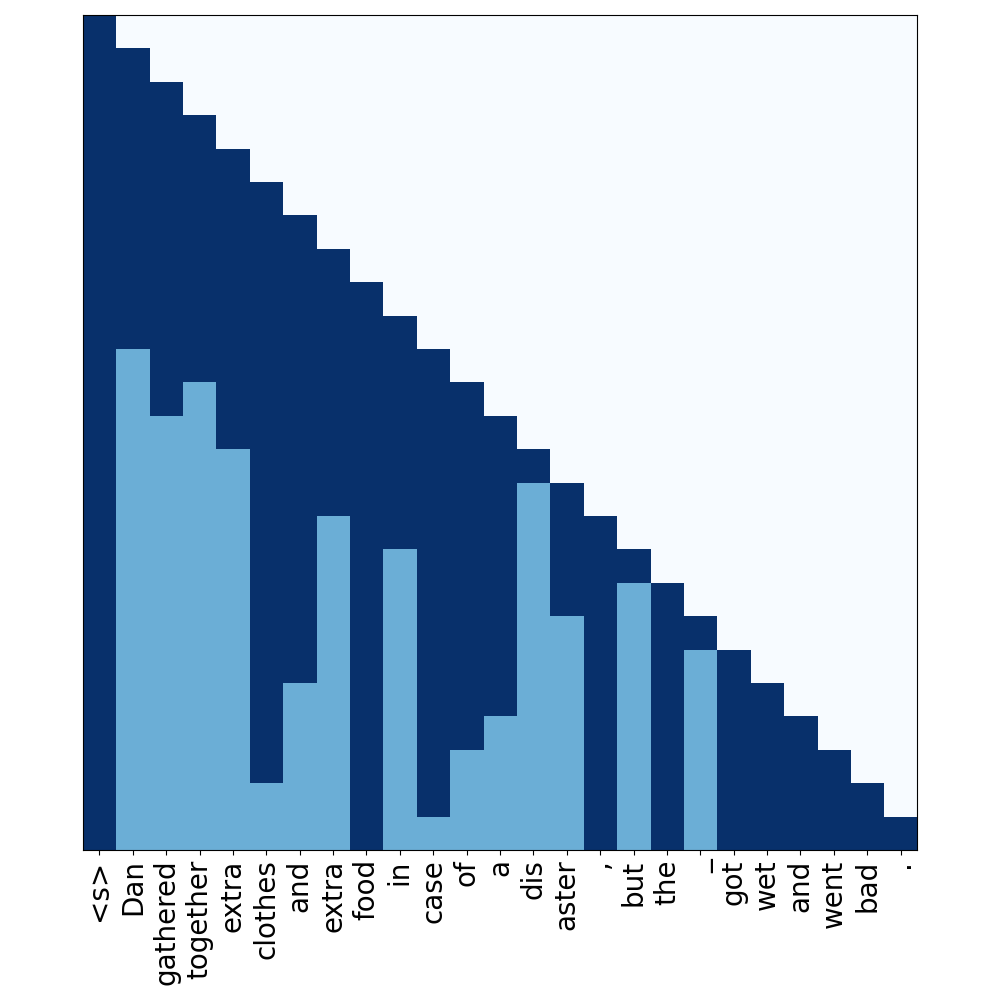 <s>
Dan
gathered
together
extra
clothes
and
extra
food
in
case
of
a
dis
aster
,
but
the
_
got
wet
and
went
bad
.